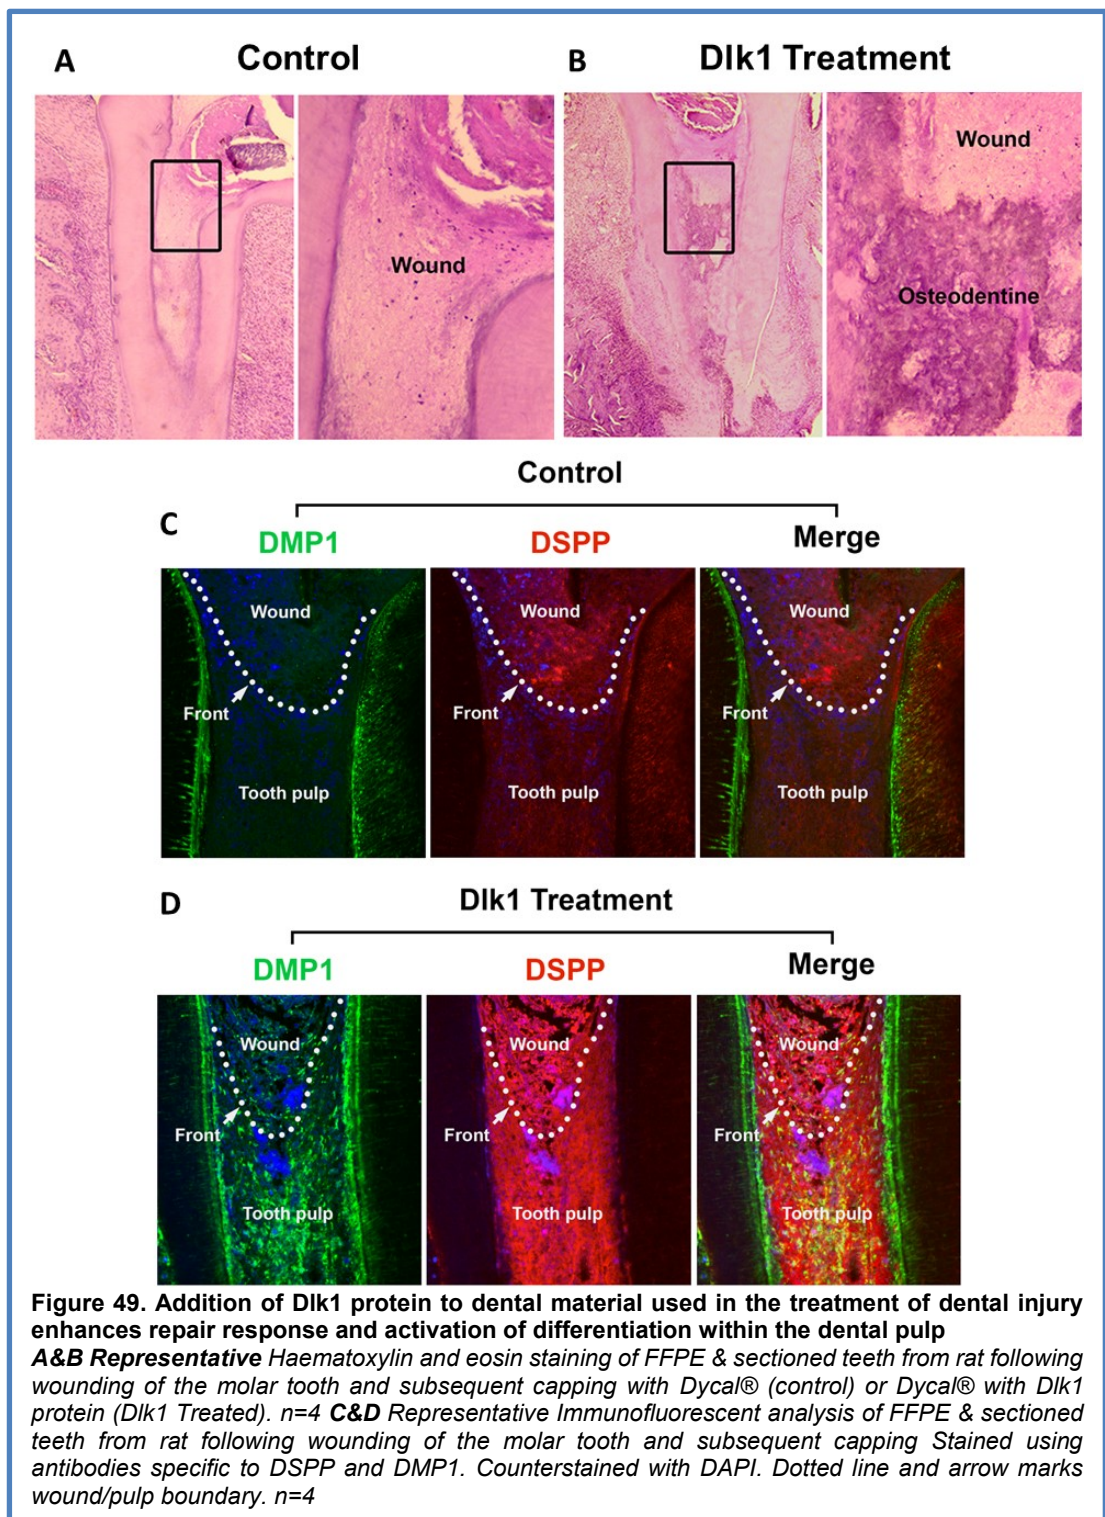 A Control B Dlk1 Treatment
Wound
Wound
Osteodentine
Control
C
DMP1 DSPP Merge
Wound Wound Wound
Front Front Front
Tooth pulp Tooth pulp Tooth pulp
D Dlk1 Treatment
DMP1 DSPP Merge
Wound Wound Wound
Front Front Front
Tooth pulp Tooth pulp Tooth pulp
Figure 49. Addition of Dlk1 protein to dental material used in the treatment of dental injury
enhances repair response and activation of differentiation within the dental pulp
A&B Representative Haematoxylin and eosin staining of FFPE & sectioned teeth from rat following
wounding of the molar tooth and subsequent capping with Dycal® (control) or Dycal® with Dlk1
protein (Dlk1 Treated). n=4 C&D Representative Immunofluorescent analysis of FFPE & sectioned
teeth from rat following wounding of the molar tooth and subsequent capping Stained using
antibodies specific to DSPP and DMP1. Counterstained with DAPI. Dotted line and arrow marks
wound/pulp boundary. n=4